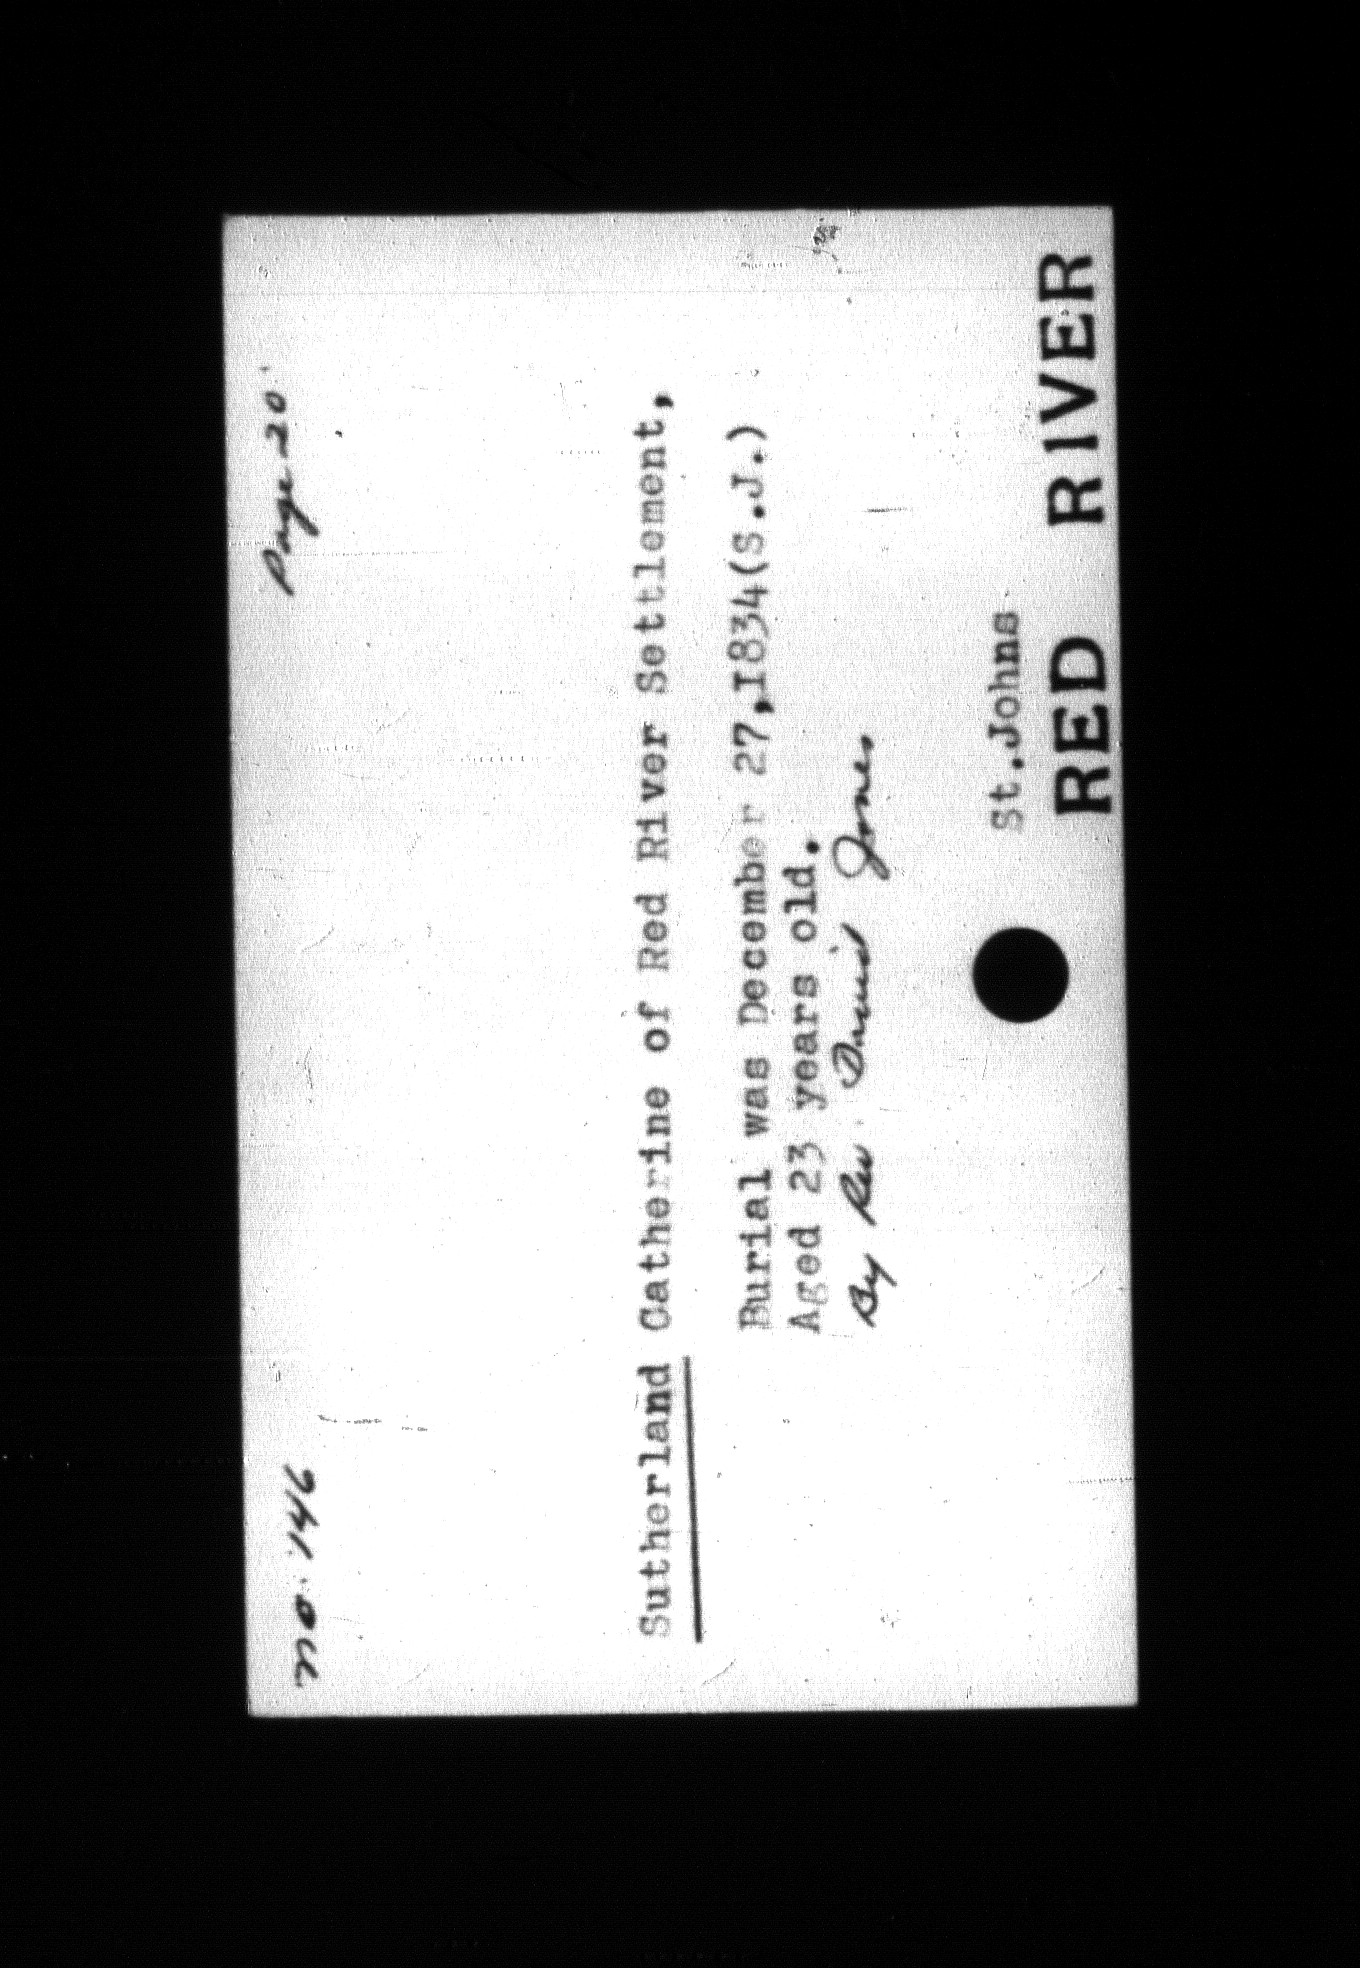 No. 146 Page 20
Sutherland Catherine of Red River Settlement,
Burial was December 27,I834(S.J.)
Aged 23 years old.
By Rev David Jones
St.Johns
RED RIVER